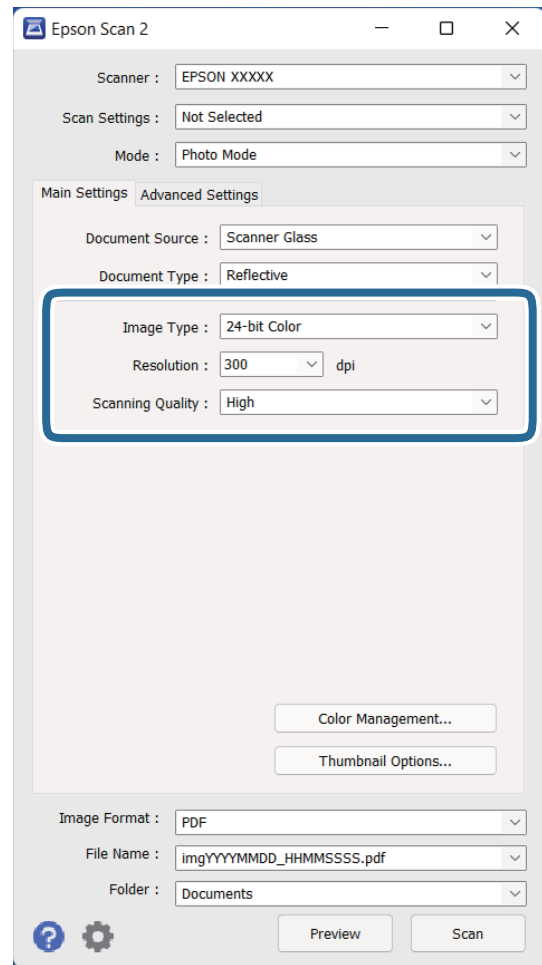 Epson Scan 2
Scanner : EPSON XXXXX
Scan Settings : Not Selected
Mode : Photo Mode
Main Settings Advanced Settings
Document Source : Scanner Glass
Document Type : Reflective
Image Type : 24-bit Color
Resolution : 300 dpi
Scanning Quality : High
Color Management...
Thumbnail Options...
Image Format : PDF
File Name : imgYYYYMMDD_HHMMSSSS.pdf
Folder : Documents
? Preview Scan